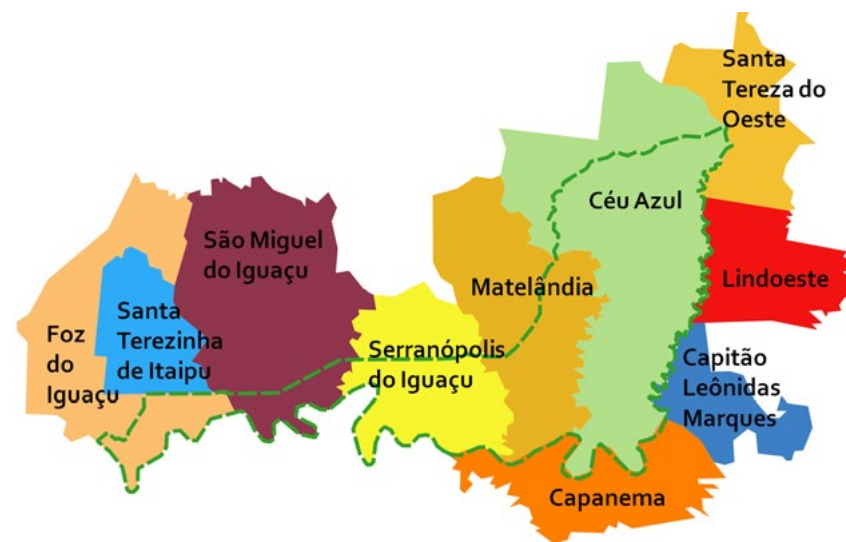 Santa
Tereza do
Oeste
Céu Azul
São Miguel
do Iguaçu
Lindoeste
Matelândia
Santa
Terezinha
de Itaipu
Foz
do
Iguaçu
Serranópolis
do Iguaçu
Capitão
Leônidas
Marques
Capanema